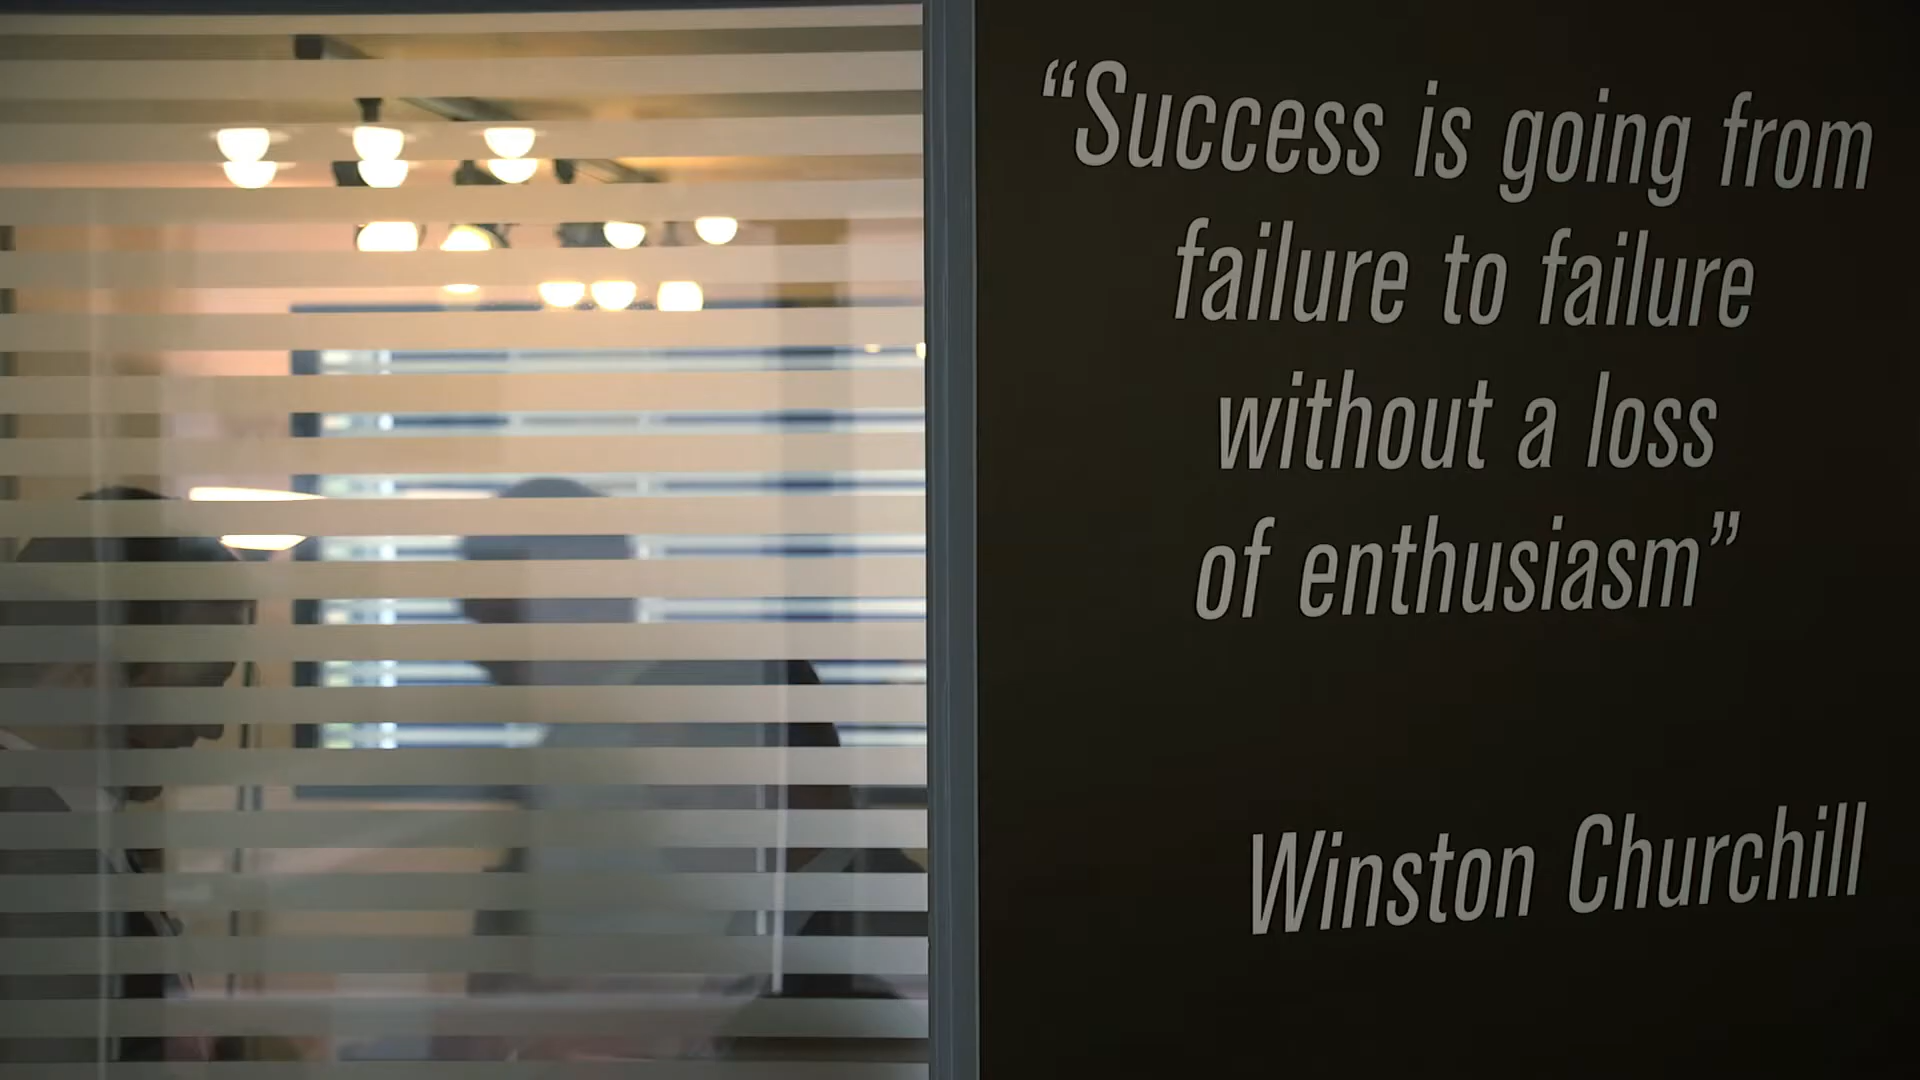 “Success is going from
failure to failure
without a loss
of enthusiasm”
Winston Churchill